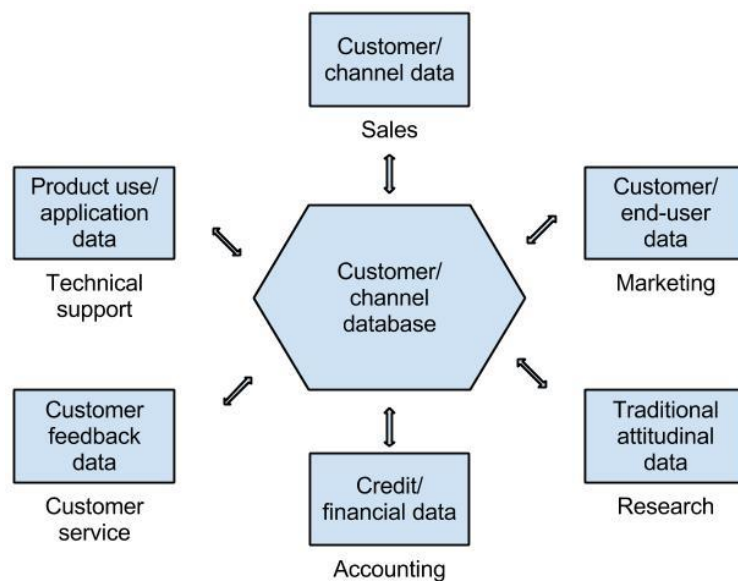 Customer/
channel data
Sales
Product use/
application
data
Technical
support
Customer/
end-user
data
Marketing
Customer/
channel
database
Customer
feedback
data
Customer
service
Credit/
financial data
Accounting
Traditional
attitudinal
data
Research